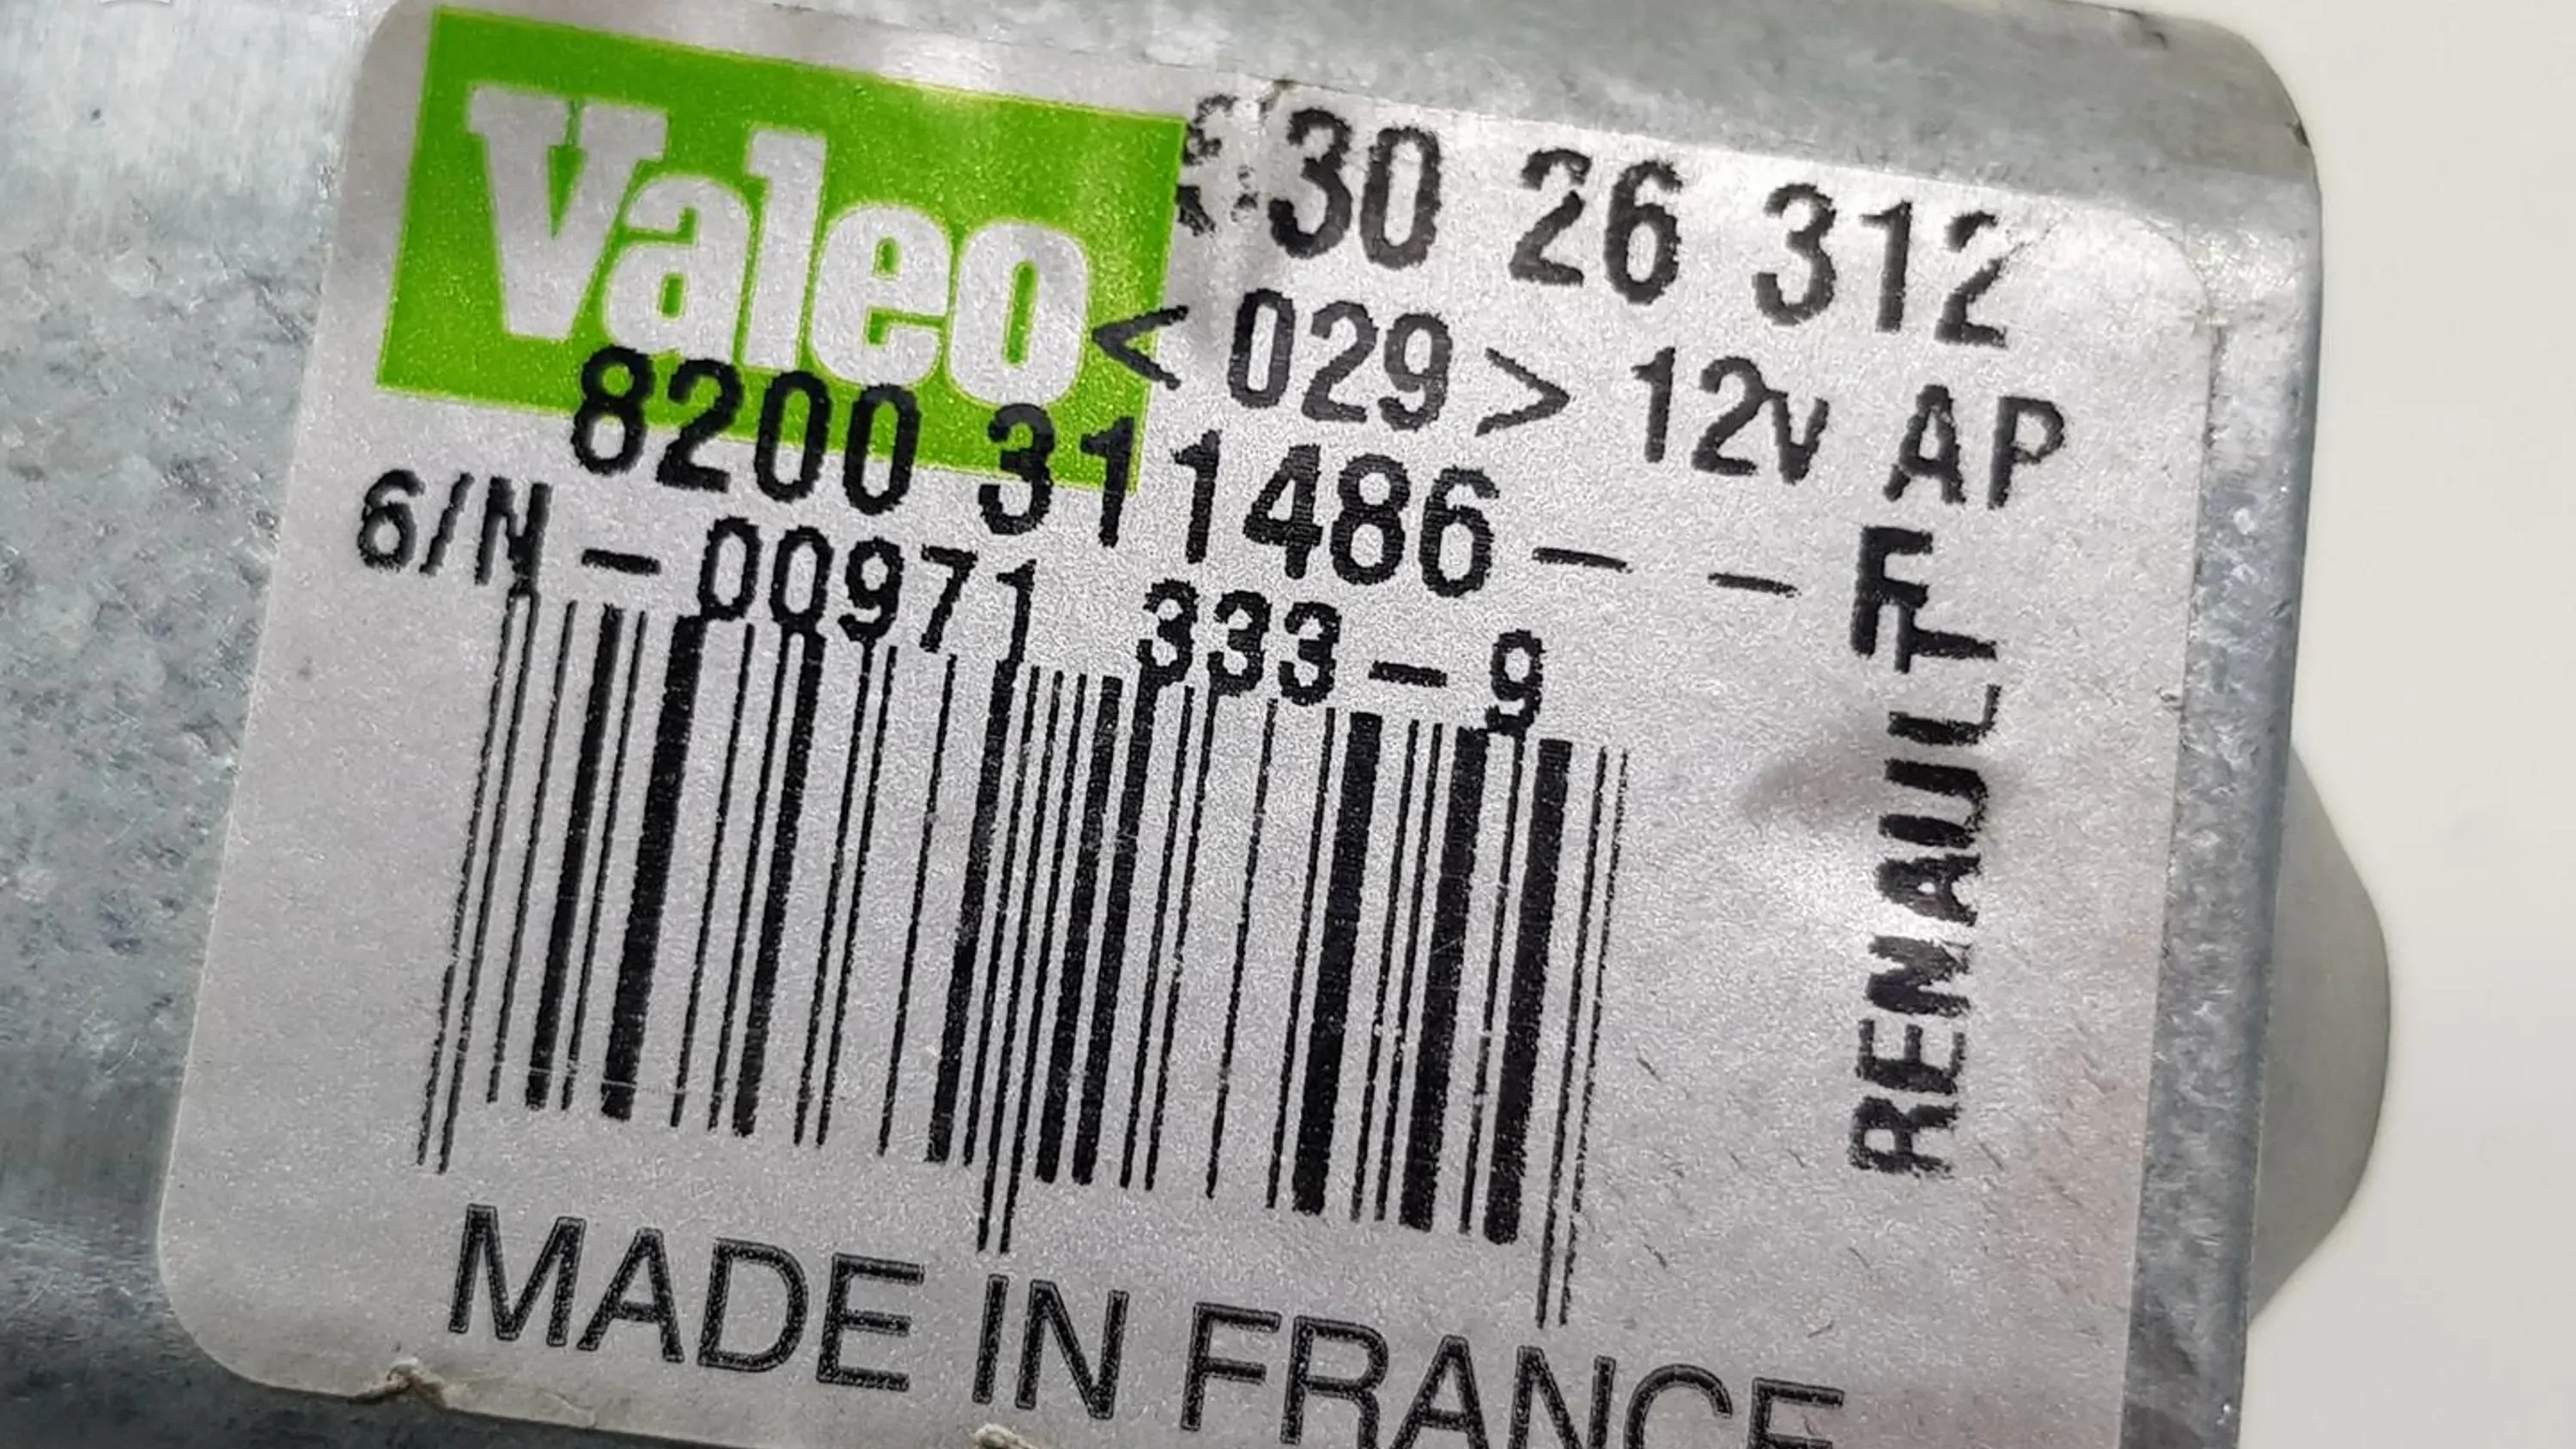 Valeo
30 26 312
< 029 > 12v AP
8200 311486 - -
6/N - 00971 333 - 9
RENAULT F
MADE IN FRANCE